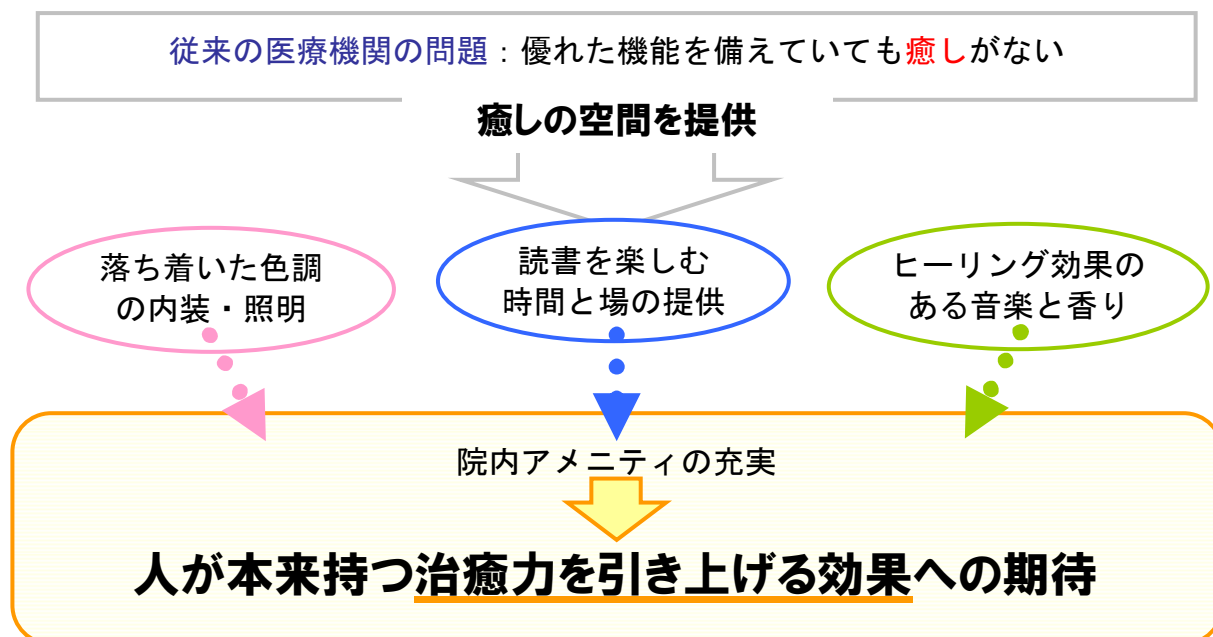 従来の医療機関の問題：優れた機能を備えていても癒しがない
癒しの空間を提供
落ち着いた色調
の内装・照明
読書を楽しむ
時間と場の提供
ヒーリング効果の
ある音楽と香り
院内アメニティの充実
人が本来持つ治癒力を引き上げる効果への期待